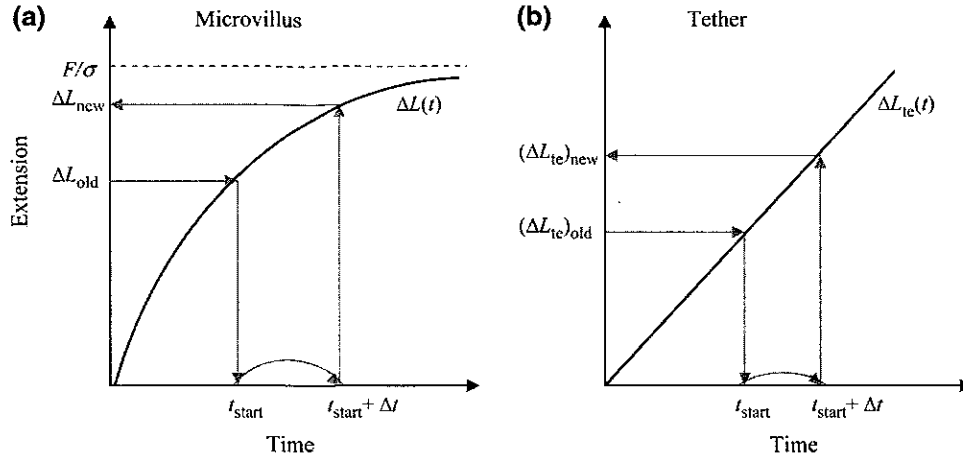 (a)
Microvillus
F/σ
ΔL_new
ΔL(t)
ΔL_old
Extension
t_start
t_start + Δt
Time
(b)
Tether
ΔL_te(t)
(ΔL_te)_new
(ΔL_te)_old
t_start
t_start + Δt
Time